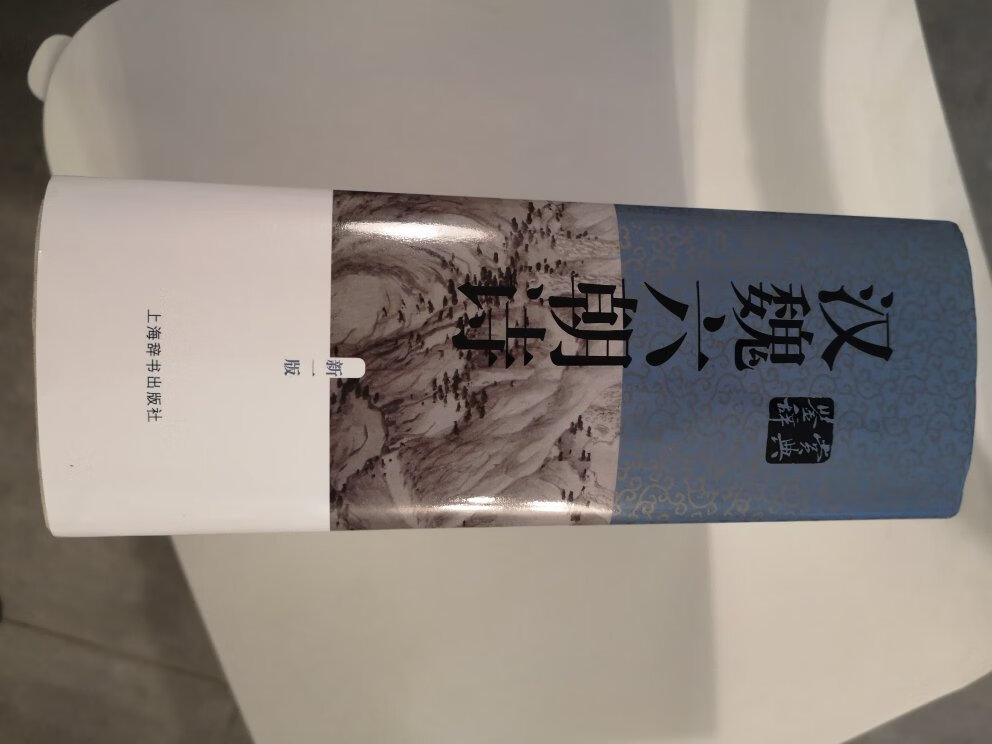 汉魏六朝诗
鉴赏
辞典
新一版
上海辞书出版社